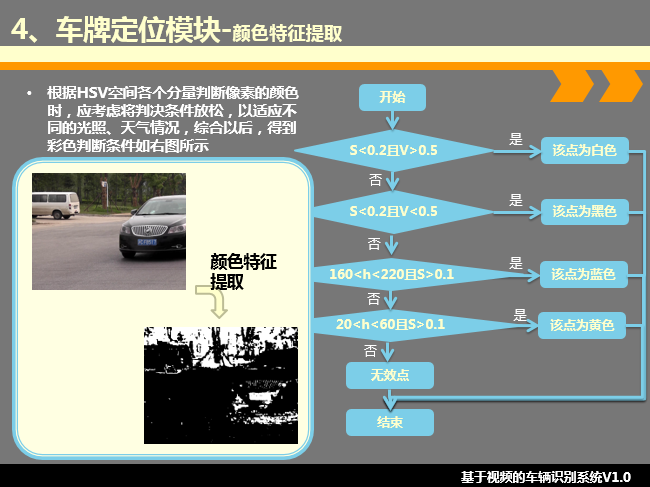 4、车牌定位模块-颜色特征提取
• 根据HSV空间各个分量判断像素的颜色
时，应考虑将判决条件放松，以适应不
同的光照、天气情况，综合以后，得到
彩色判断条件如右图所示
颜色特征
提取
开始
S<0.2且V>0.5
是
该点为白色
否
S<0.2且V<0.5
是
该点为黑色
否
160<h<220且S>0.1
是
该点为蓝色
否
20<h<60且S>0.1
是
该点为黄色
否
无效点
结束
基于视频的车辆识别系统V1.0